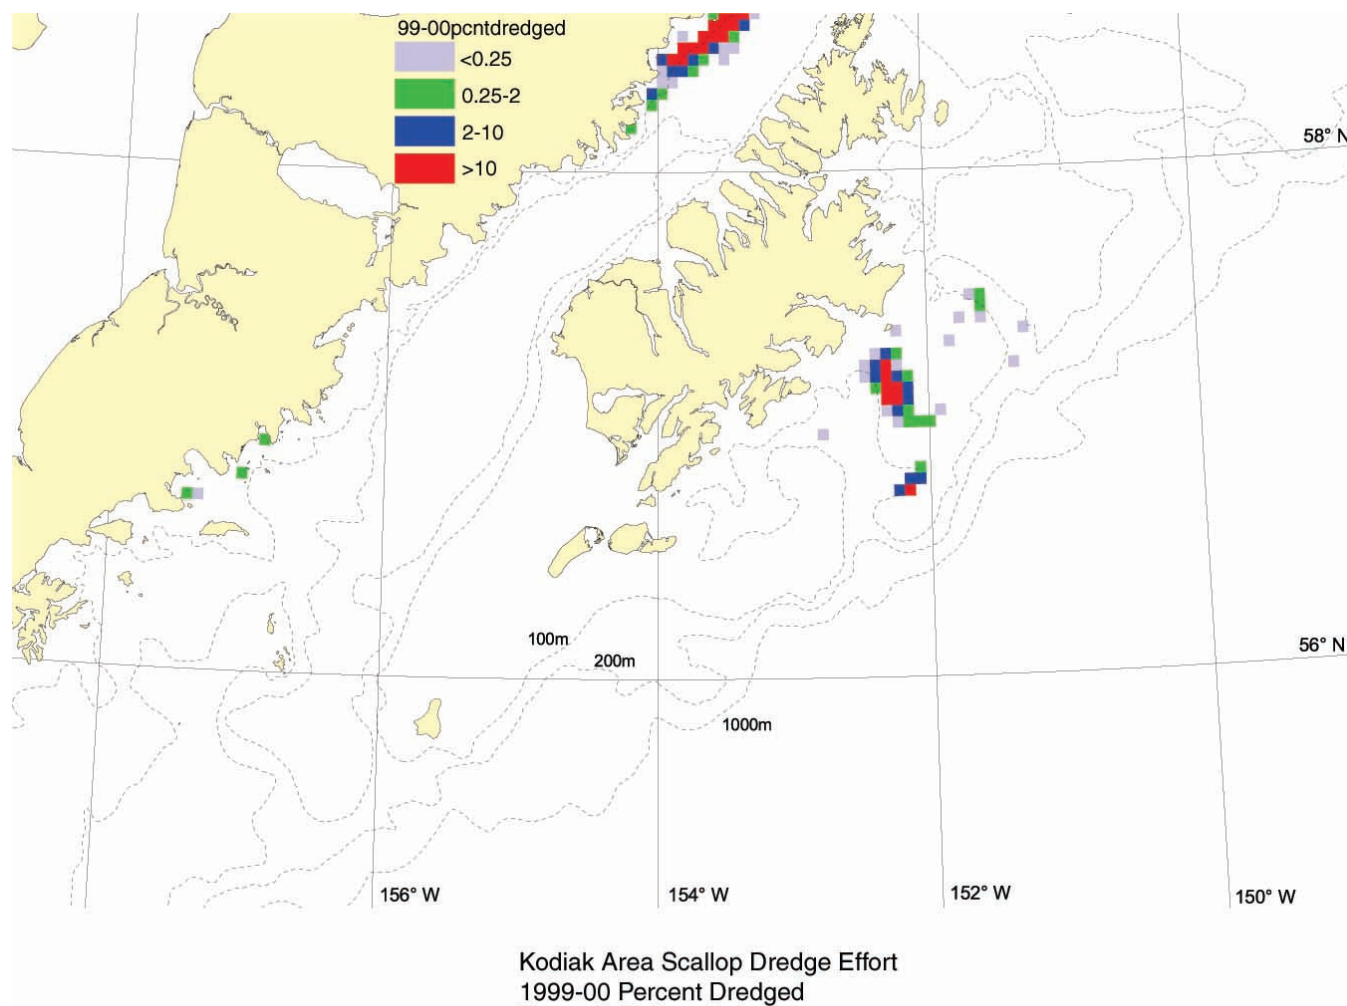 99-00pcntdredged
<0.25
0.25-2
2-10
>10
58° N
56° N
100m
200m
1000m
156° W
154° W
152° W
150° W
Kodiak Area Scallop Dredge Effort
1999-00 Percent Dredged